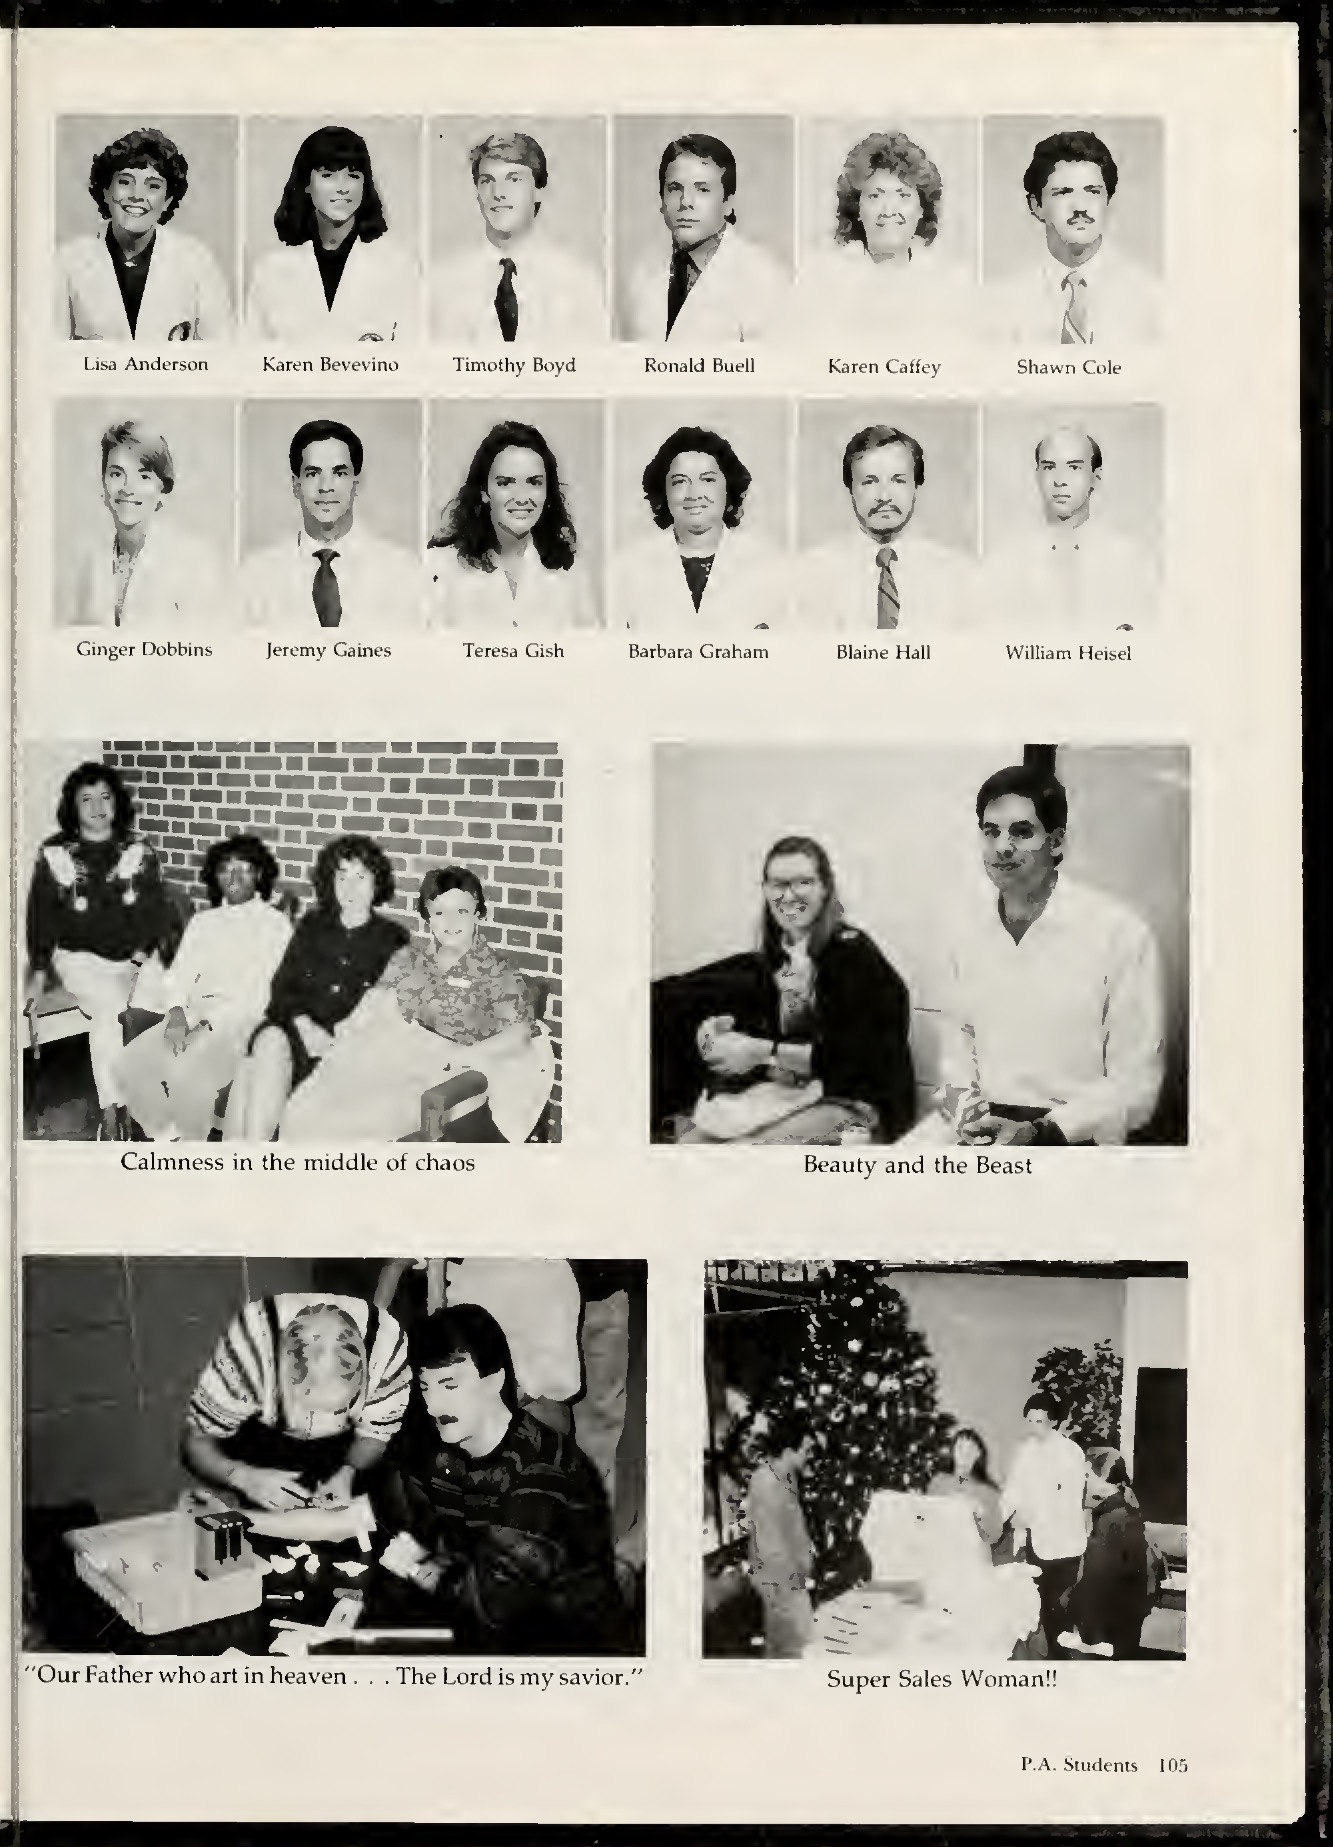 Lisa Anderson Karen Bevevino Timothy Boyd Ronald Buell Karen Caffey Shawn Cole
Ginger Dobbins Jeremy Gaines Teresa Gish Barbara Graham Blaine Hall William Heisel
Calmness in the middle of chaos
Beauty and the Beast
"Our Father who art in heaven . . . The Lord is my savior."
Super Sales Woman!!
P.A. Students 105